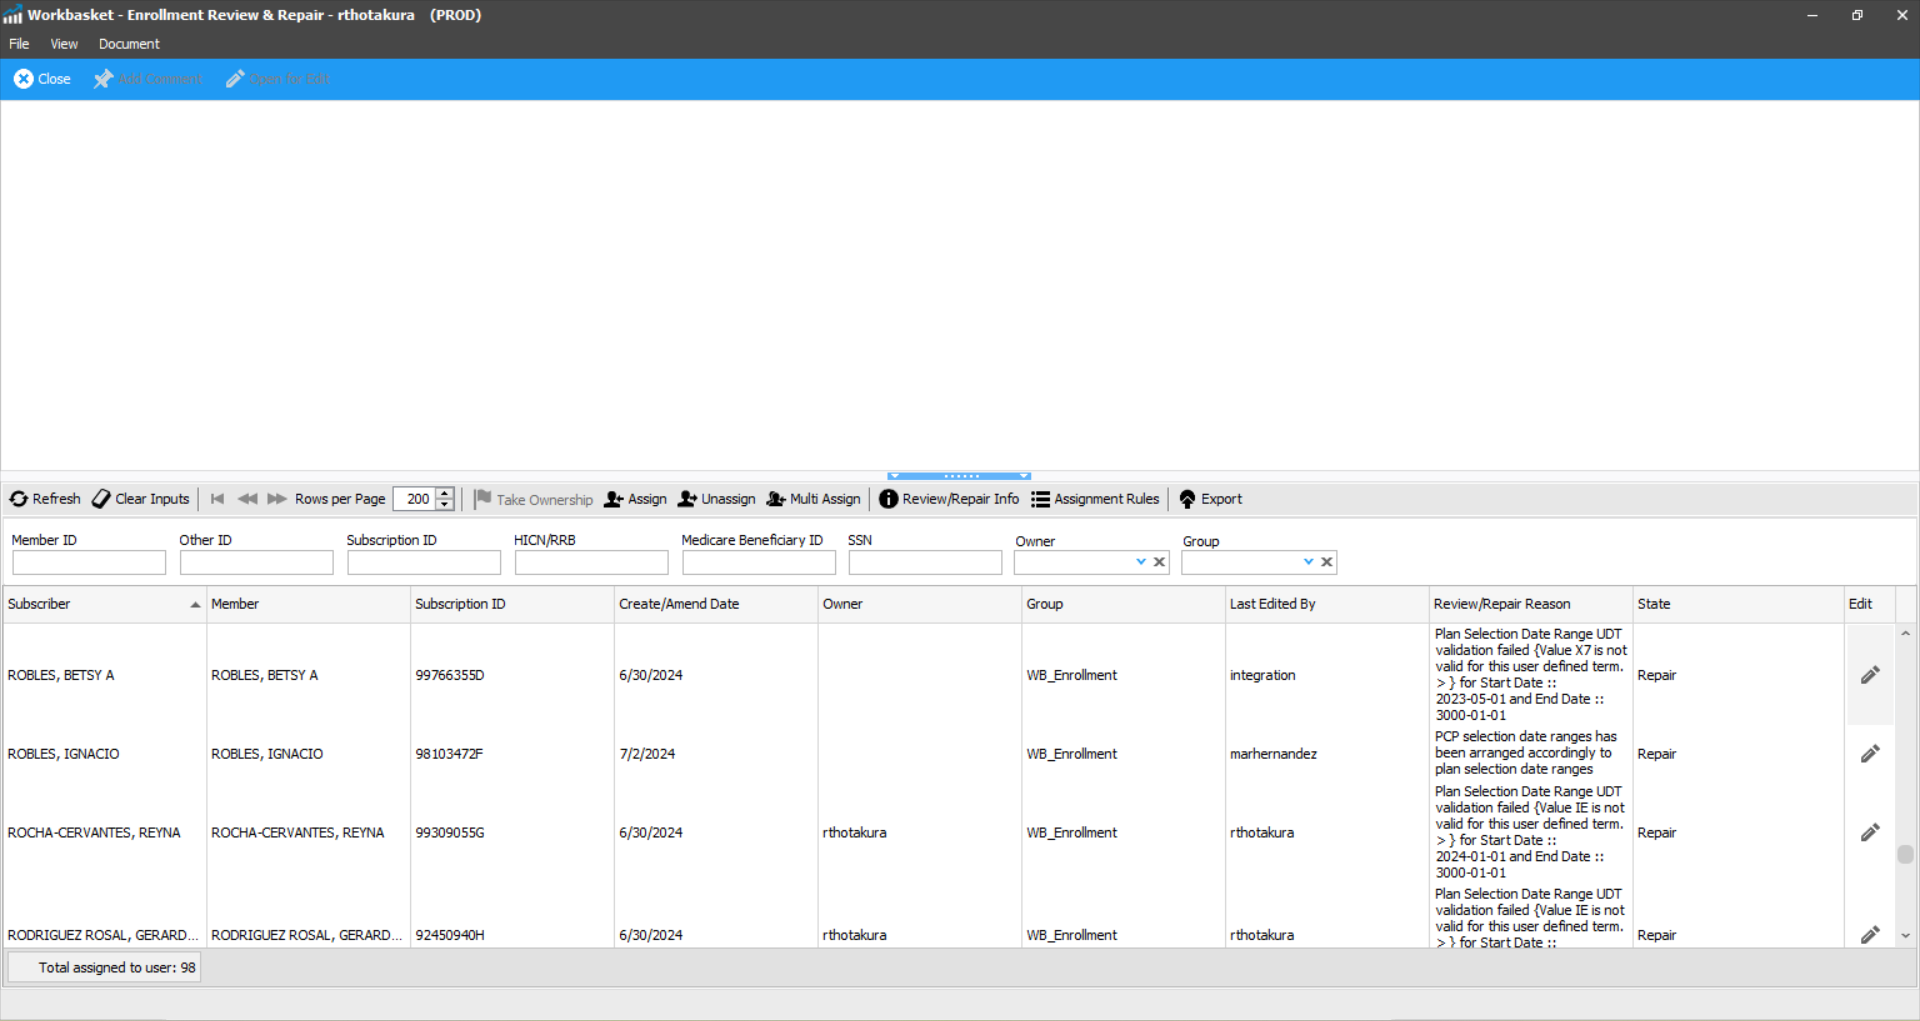 Workbasket - Enrollment Review & Repair - rthotakura (PROD)
File View Document
Close Add Comment Open for Edit
Refresh Clear Inputs Rows per Page 200 Take Ownership Assign Unassign Multi Assign Review/Repair Info Assignment Rules Export
Member ID Other ID Subscription ID HICN/RRB Medicare Beneficiary ID SSN Owner Group
Subscriber Member Subscription ID Create/Amend Date Owner Group Last Edited By Review/Repair Reason State Edit
Plan Selection Date Range UDT
validation failed {Value X7 is not
valid for this user defined term.
ROBLES, BETSY A ROBLES, BETSY A 99766355D 6/30/2024 WB_Enrollment integration > } for Start Date :: Repair
2023-05-01 and End Date ::
3000-01-01
PCP selection date ranges has
ROBLES, IGNACIO ROBLES, IGNACIO 98103472F 7/2/2024 WB_Enrollment marhernandez been arranged accordingly to Repair
plan selection date ranges
Plan Selection Date Range UDT
validation failed {Value IE is not
valid for this user defined term.
ROCHA-CERVANTES, REYNA ROCHA-CERVANTES, REYNA 99309055G 6/30/2024 rthotakura WB_Enrollment rthotakura > } for Start Date :: Repair
2024-01-01 and End Date ::
3000-01-01
Plan Selection Date Range UDT
validation failed {Value IE is not
valid for this user defined term.
RODRIGUEZ ROSAL, GERARD... RODRIGUEZ ROSAL, GERARD... 92450940H 6/30/2024 rthotakura WB_Enrollment rthotakura > } for Start Date :: Repair
Total assigned to user: 98